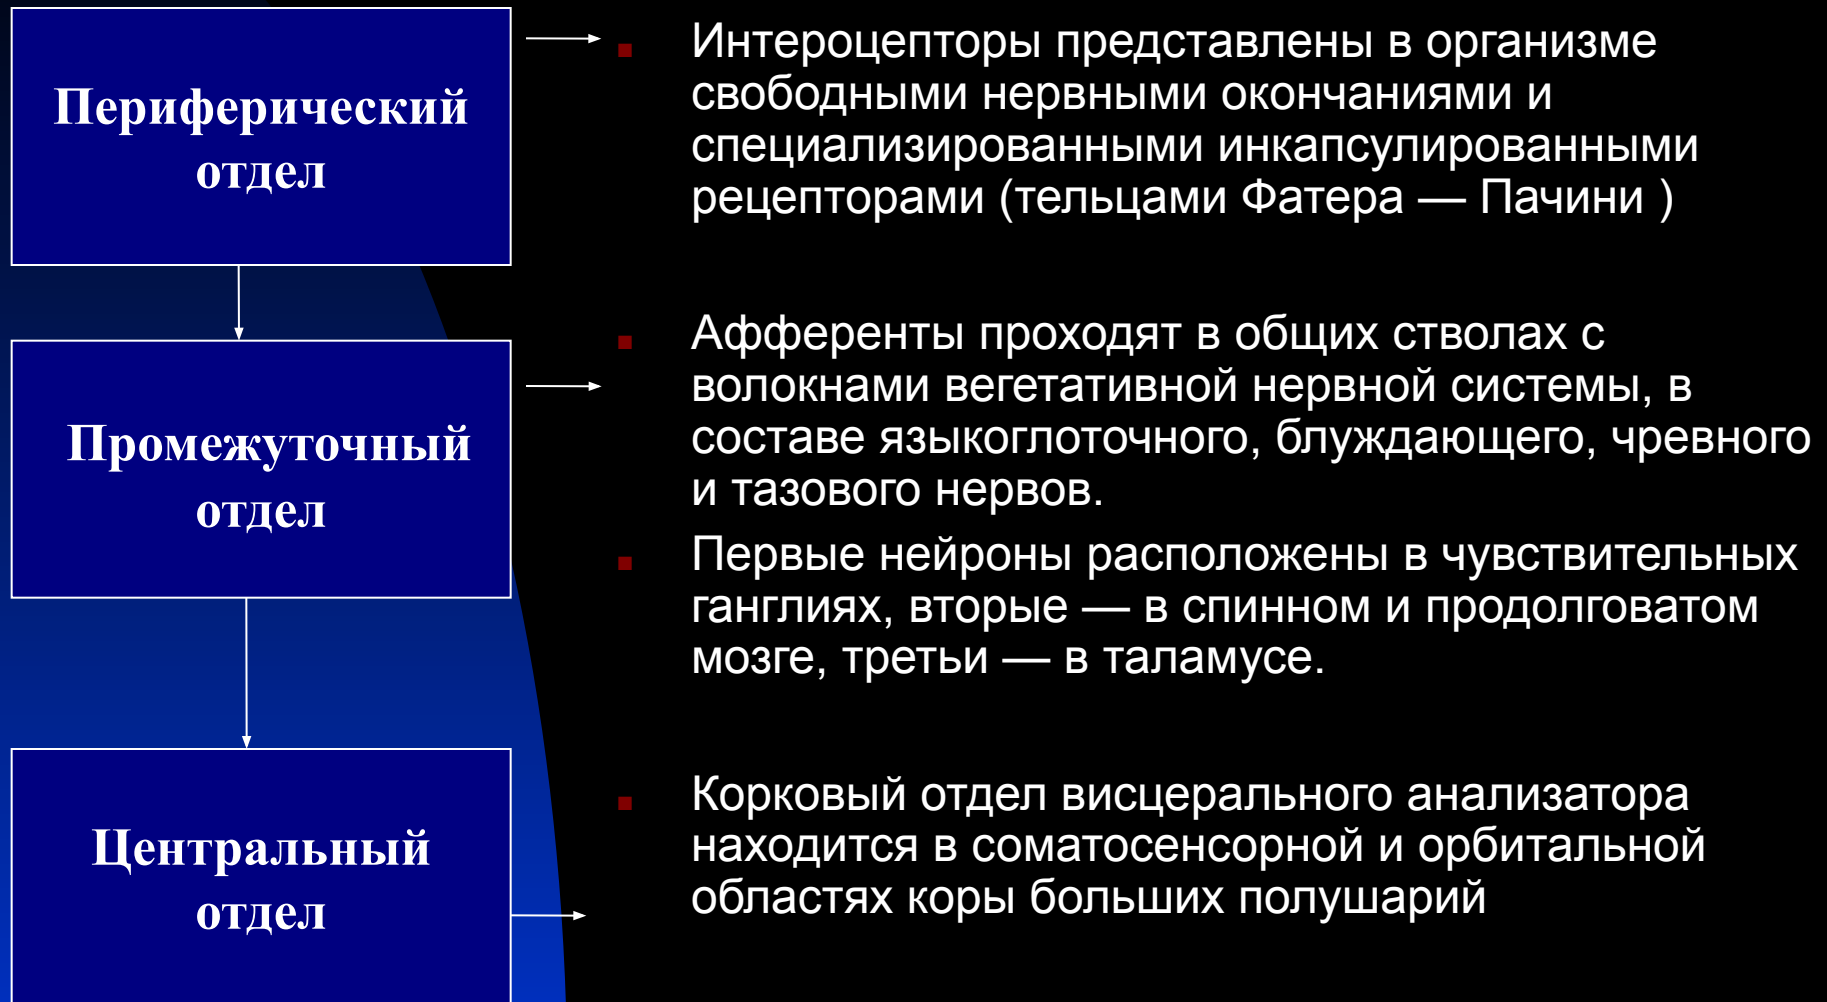 Периферический
отдел
Интероцепторы представлены в организме
свободными нервными окончаниями и
специализированными инкапсулированными
рецепторами (тельцами Фатера — Пачини )
Промежуточный
отдел
Афференты проходят в общих стволах с
волокнами вегетативной нервной системы, в
составе языкоглоточного, блуждающего, чревного
и тазового нервов.
Первые нейроны расположены в чувствительных
ганглиях, вторые — в спинном и продолговатом
мозге, третьи — в таламусе.
Центральный
отдел
Корковый отдел висцерального анализатора
находится в соматосенсорной и орбитальной
областях коры больших полушарий